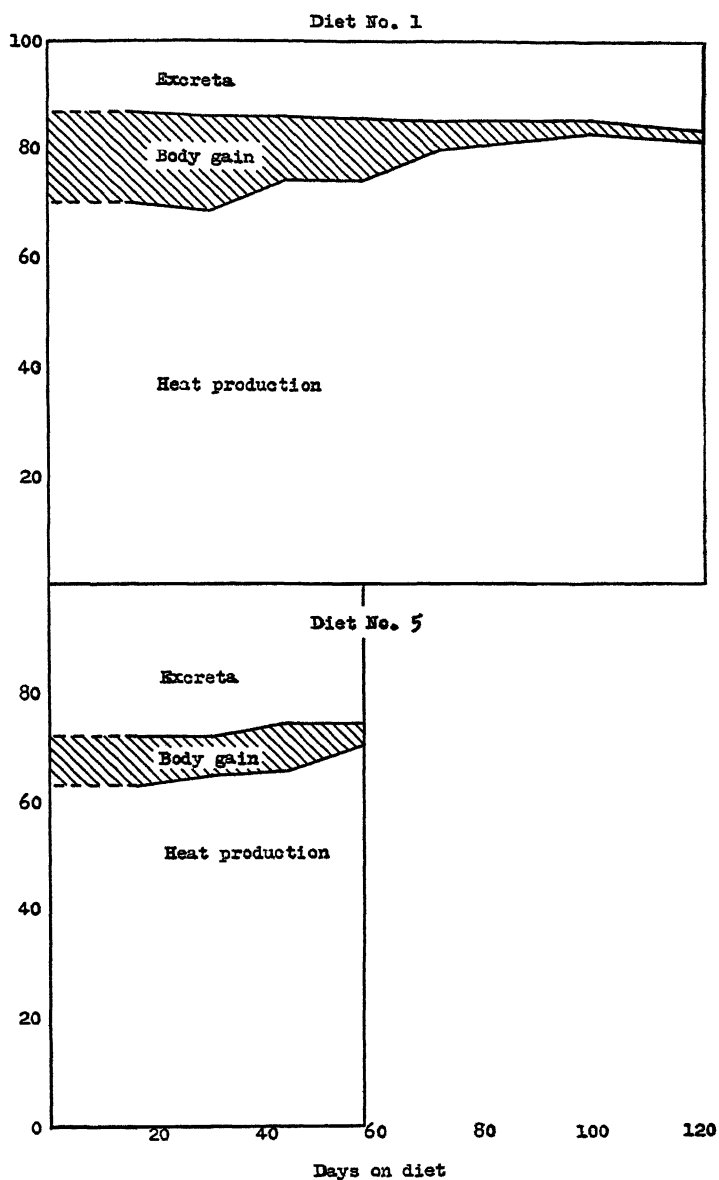 Diet No. 1
100
Excreta
80
Body gain
60
40
Heat production
20
Diet No. 5
80
Excreta
Body gain
60
Heat production
40
20
0
20 40 60 80 100 120
Days on diet